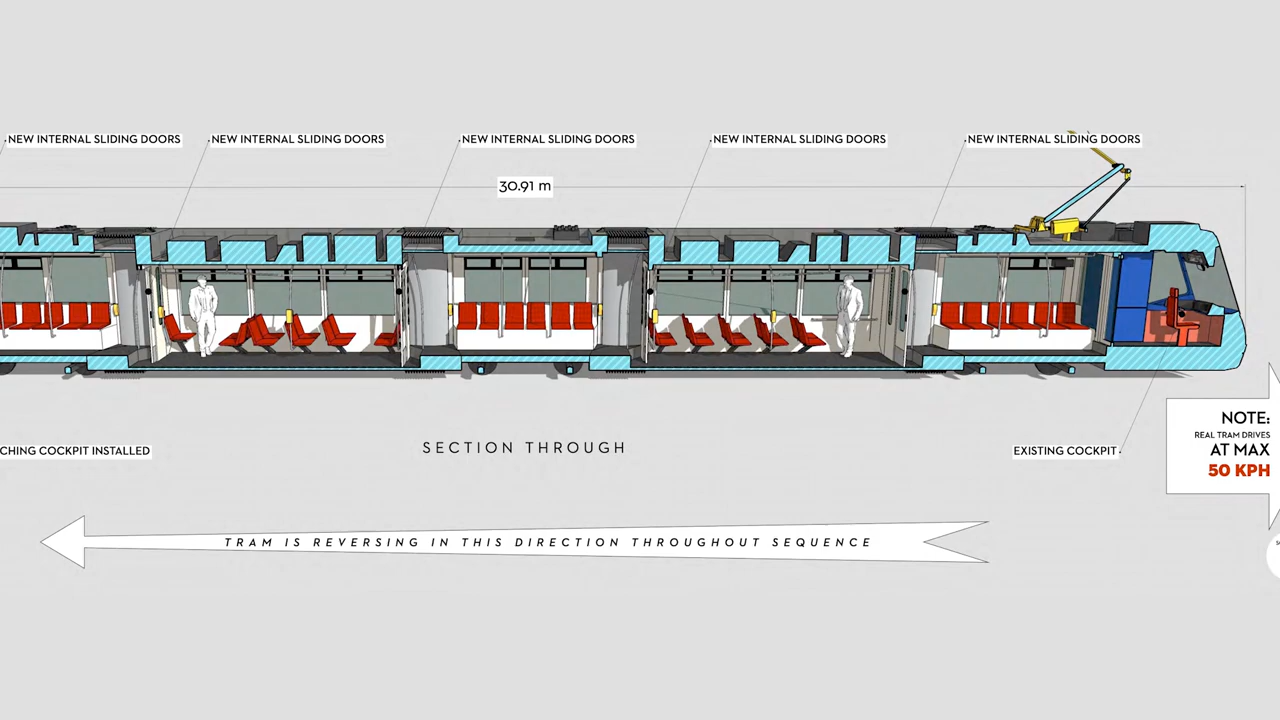 NEW INTERNAL SLIDING DOORS
NEW INTERNAL SLIDING DOORS
NEW INTERNAL SLIDING DOORS
NEW INTERNAL SLIDING DOORS
NEW INTERNAL SLIDING DOORS
30.91 m
CHING COCKPIT INSTALLED
SECTION THROUGH
EXISTING COCKPIT
NOTE:
REAL TRAM DRIVES
AT MAX
50 KPH
TRAM IS REVERSING IN THIS DIRECTION THROUGHOUT SEQUENCE